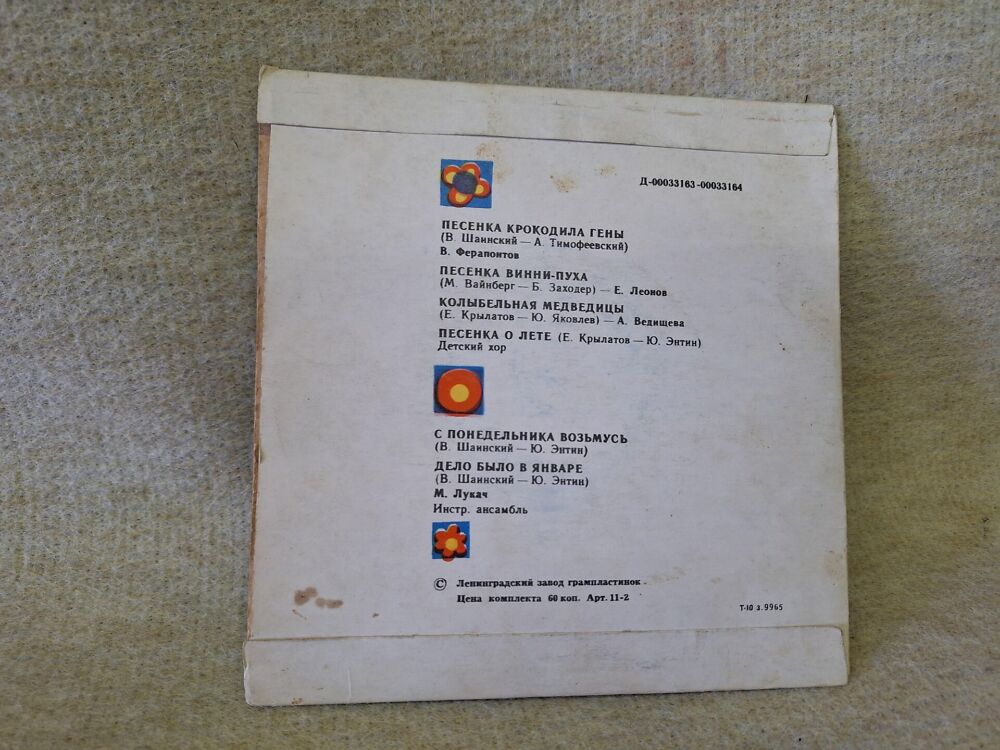 Д-00033163-00033164
ПЕСЕНКА КРОКОДИЛА ГЕНЫ
(В. Шаинский — А. Тимофеевский)
В. Ферапонтов
ПЕСЕНКА ВИННИ-ПУХА
(М. Вайнберг — Б. Заходер) — Е. Леонов
КОЛЫБЕЛЬНАЯ МЕДВЕДИЦЫ
(Е. Крылатов — Ю. Яковлев) — А. Ведищева
ПЕСЕНКА О ЛЕТЕ (Е. Крылатов — Ю. Энтин)
Детский хор
С ПОНЕДЕЛЬНИКА ВОЗЬМУСЬ
(В. Шаинский — Ю. Энтин)
ДЕЛО БЫЛО В ЯНВАРЕ
(В. Шаинский — Ю. Энтин)
М. Лукач
Инстр. ансамбль
© Ленинградский завод грампластинок
Цена комплекта 60 коп. Арт. 11-2
Т-10 з. 9965